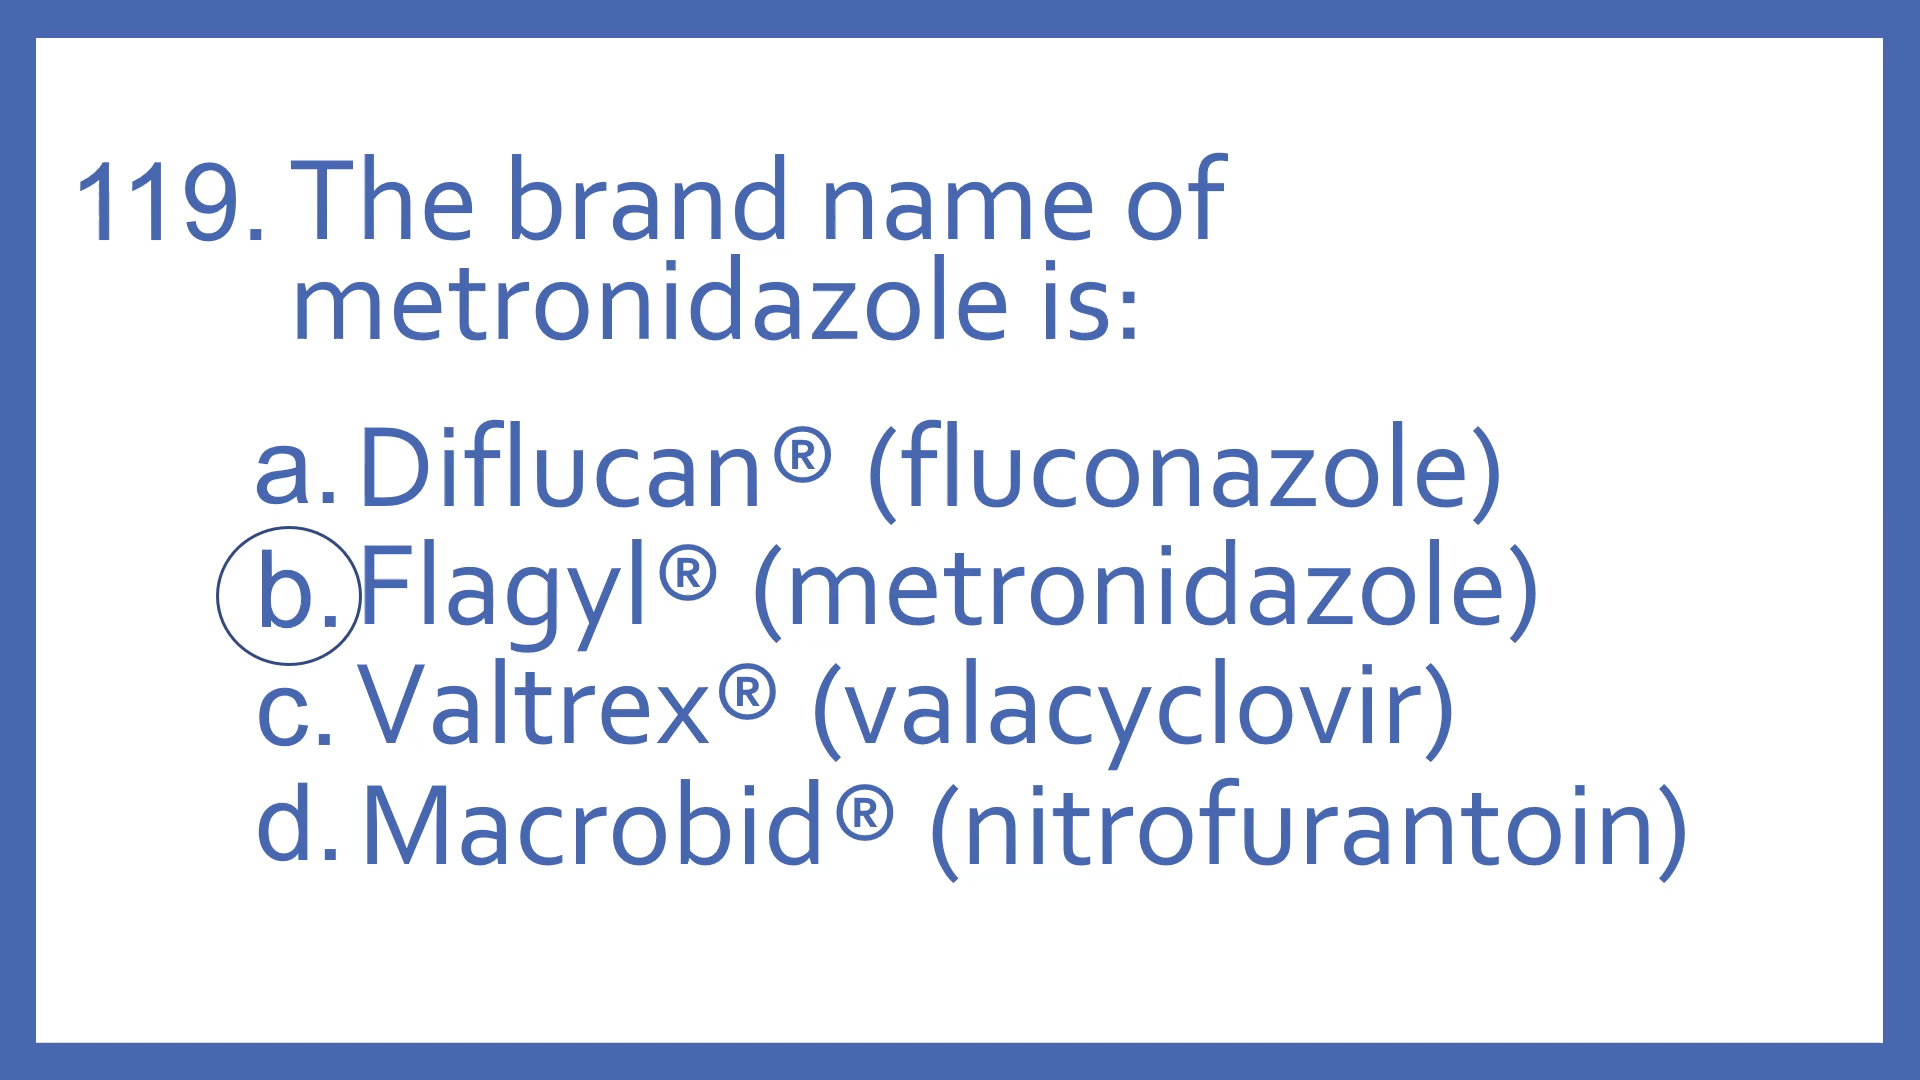 119. The brand name of
metronidazole is:
a. Diflucan® (fluconazole)
b. Flagyl® (metronidazole)
c. Valtrex® (valacyclovir)
d. Macrobid® (nitrofurantoin)